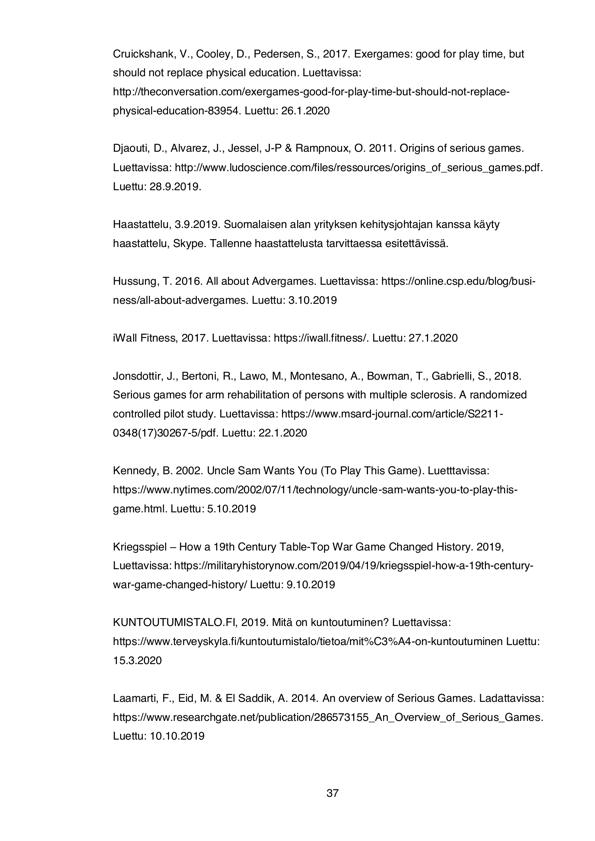 Cruickshank, V., Cooley, D., Pedersen, S., 2017. Exergames: good for play time, but
should not replace physical education. Luettavissa:
http://theconversation.com/exergames-good-for-play-time-but-should-not-replace-
physical-education-83954. Luettu: 26.1.2020
Djaouti, D., Alvarez, J., Jessel, J-P & Rampnoux, O. 2011. Origins of serious games.
Luettavissa: http://www.ludoscience.com/files/ressources/origins_of_serious_games.pdf.
Luettu: 28.9.2019.
Haastattelu, 3.9.2019. Suomalaisen alan yrityksen kehitysjohtajan kanssa käyty
haastattelu, Skype. Tallenne haastattelusta tarvittaessa esitettävissä.
Hussung, T. 2016. All about Advergames. Luettavissa: https://online.csp.edu/blog/busi-
ness/all-about-advergames. Luettu: 3.10.2019
iWall Fitness, 2017. Luettavissa: https://iwall.fitness/. Luettu: 27.1.2020
Jonsdottir, J., Bertoni, R., Lawo, M., Montesano, A., Bowman, T., Gabrielli, S., 2018.
Serious games for arm rehabilitation of persons with multiple sclerosis. A randomized
controlled pilot study. Luettavissa: https://www.msard-journal.com/article/S2211-
0348(17)30267-5/pdf. Luettu: 22.1.2020
Kennedy, B. 2002. Uncle Sam Wants You (To Play This Game). Luetttavissa:
https://www.nytimes.com/2002/07/11/technology/uncle-sam-wants-you-to-play-this-
game.html. Luettu: 5.10.2019
Kriegsspiel – How a 19th Century Table-Top War Game Changed History. 2019,
Luettavissa: https://militaryhistorynow.com/2019/04/19/kriegsspiel-how-a-19th-century-
war-game-changed-history/ Luettu: 9.10.2019
KUNTOUTUMISTALO.FI, 2019. Mitä on kuntoutuminen? Luettavissa:
https://www.terveyskyla.fi/kuntoutumistalo/tietoa/mit%C3%A4-on-kuntoutuminen Luettu:
15.3.2020
Laamarti, F., Eid, M. & El Saddik, A. 2014. An overview of Serious Games. Ladattavissa:
https://www.researchgate.net/publication/286573155_An_Overview_of_Serious_Games.
Luettu: 10.10.2019
37